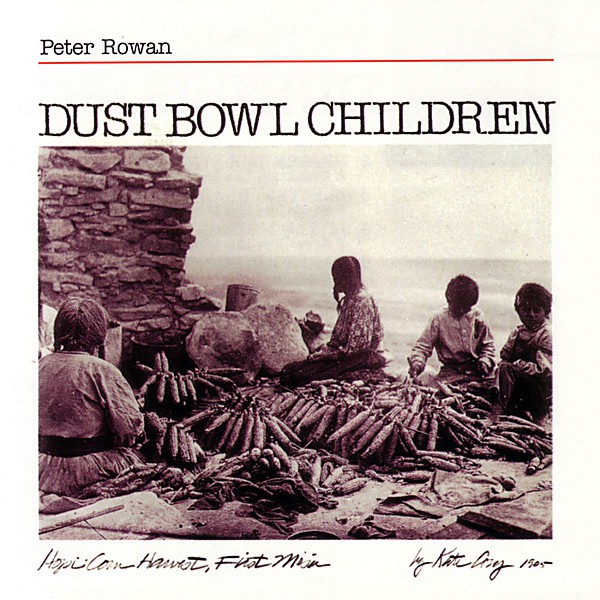 Peter Rowan
DUST BOWL CHILDREN
Hopi Corn Harvest, First Mesa by Kate Cory 1905